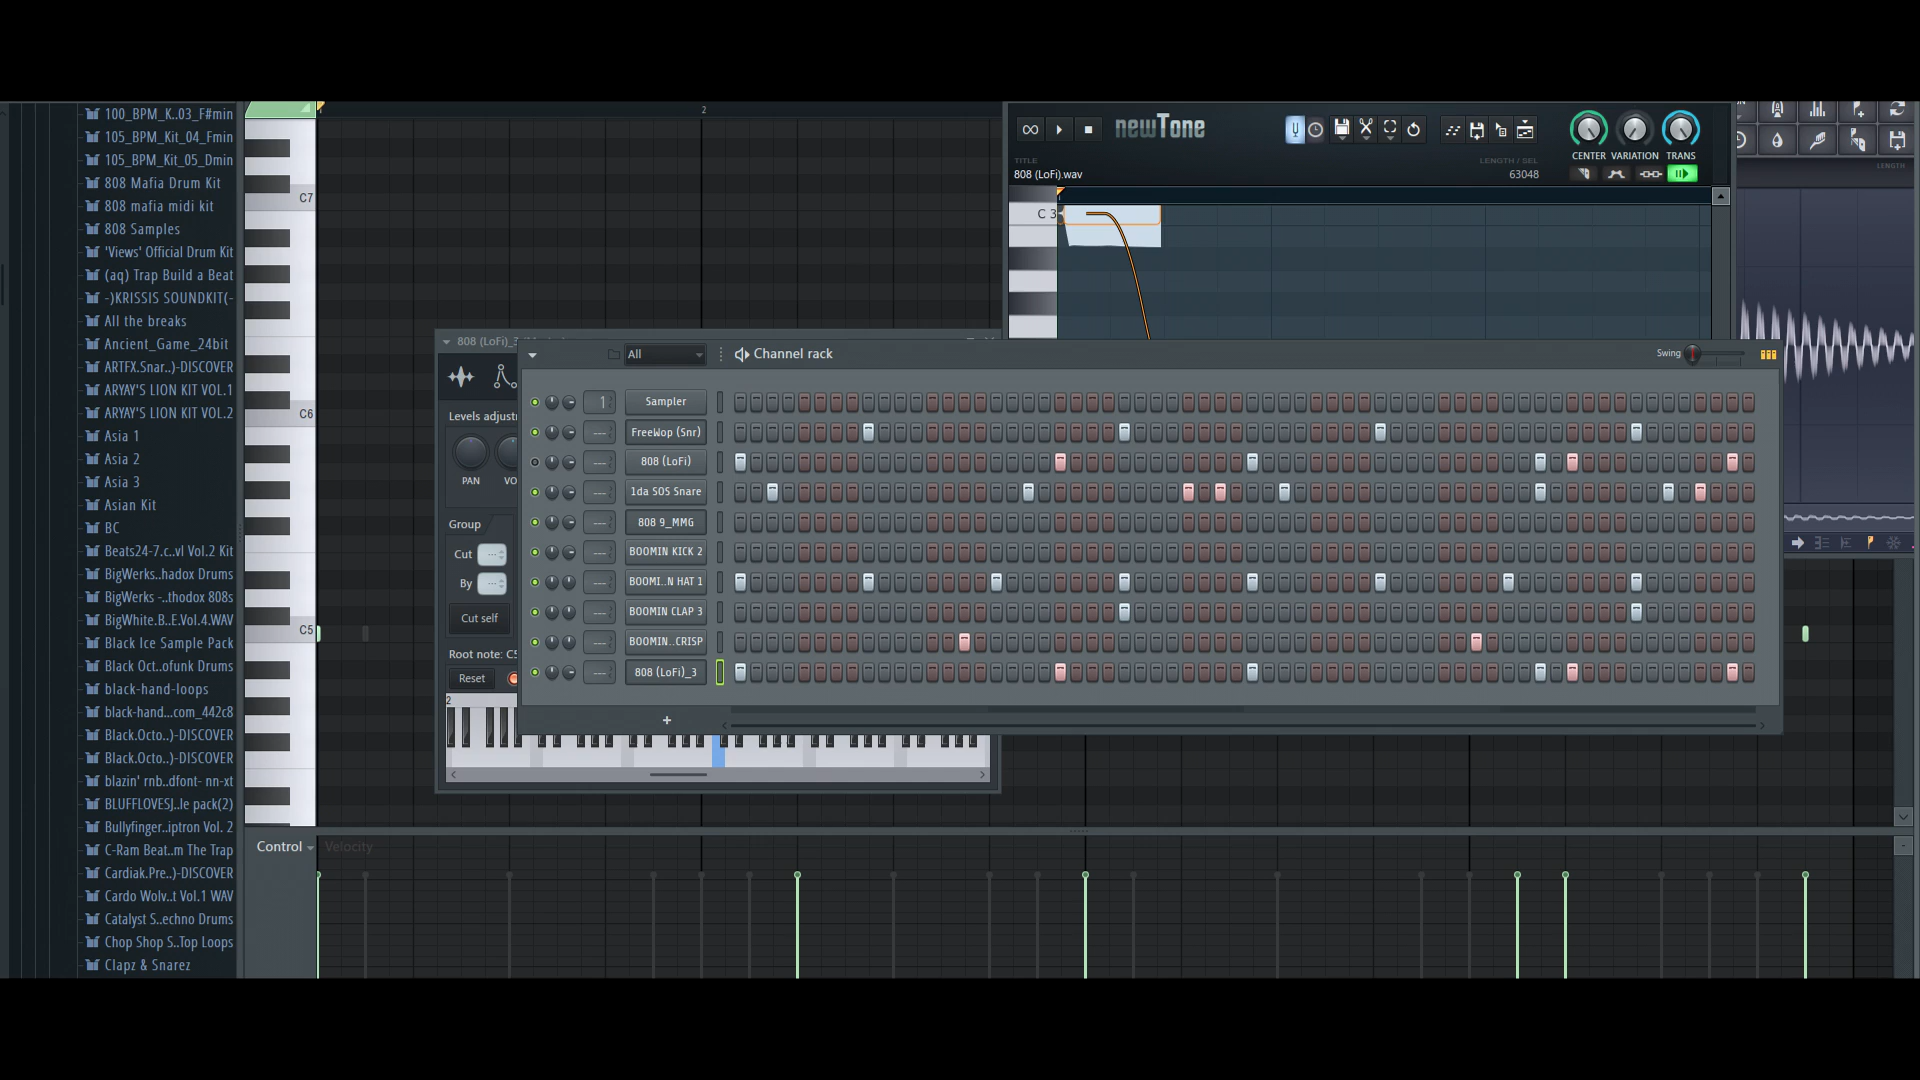 100_BPM_K..03_F#min
105_BPM_Kit_04_Fmin
105_BPM_Kit_05_Dmin
808 Mafia Drum Kit
808 mafia midi kit
808 Samples
'Views' Official Drum Kit
(aq) Trap Build a Beat
-)KRISSIS SOUNDKIT(-
All the breaks
Ancient_Game_24bit
ARTFX.Snar..)-DISCOVER
ARYAY'S LION KIT VOL.1
ARYAY'S LION KIT VOL.2
Asia 1
Asia 2
Asia 3
Asian Kit
BC
Beats24-7.c..vl Vol.2 Kit
BigWerks..hadox Drums
BigWerks -..thodox 808s
BigWhite.B..E.Vol.4.WAV
Black Ice Sample Pack
Black Oct..ofunk Drums
black-hand-loops
black-hand...com_442c8
Black.Octo..)-DISCOVER
Black.Octo..)-DISCOVER
blazin' rnb..dfont- nn-xt
BLUFFLOVESJ..le pack(2)
Bullyfinger..iptron Vol. 2
C-Ram Beat..m The Trap
Cardiak.Pre..)-DISCOVER
Cardo Wolv..t Vol.1 WAV
Catalyst S..echno Drums
Chop Shop S..Top Loops
Clapz & Snarez
2
C7
C6
C5
Control
Velocity
newTone
CENTER VARIATION TRANS
TITLE
LENGTH / SEL
808 (LoFi).wav
63048
C 3
LENGTH
808 (LoFi)_3
Levels adjustm
PAN
VO
Group
Cut
By
Cut self
Root note: C5
Reset
2
All
Channel rack
Swing
1
Sampler
FreeWop (Snr)
808 (LoFi)
1da SOS Snare
808 9_MMG
BOOMIN KICK 2
BOOMI..N HAT 1
BOOMIN CLAP 3
BOOMIN..CRISP
808 (LoFi)_3
+